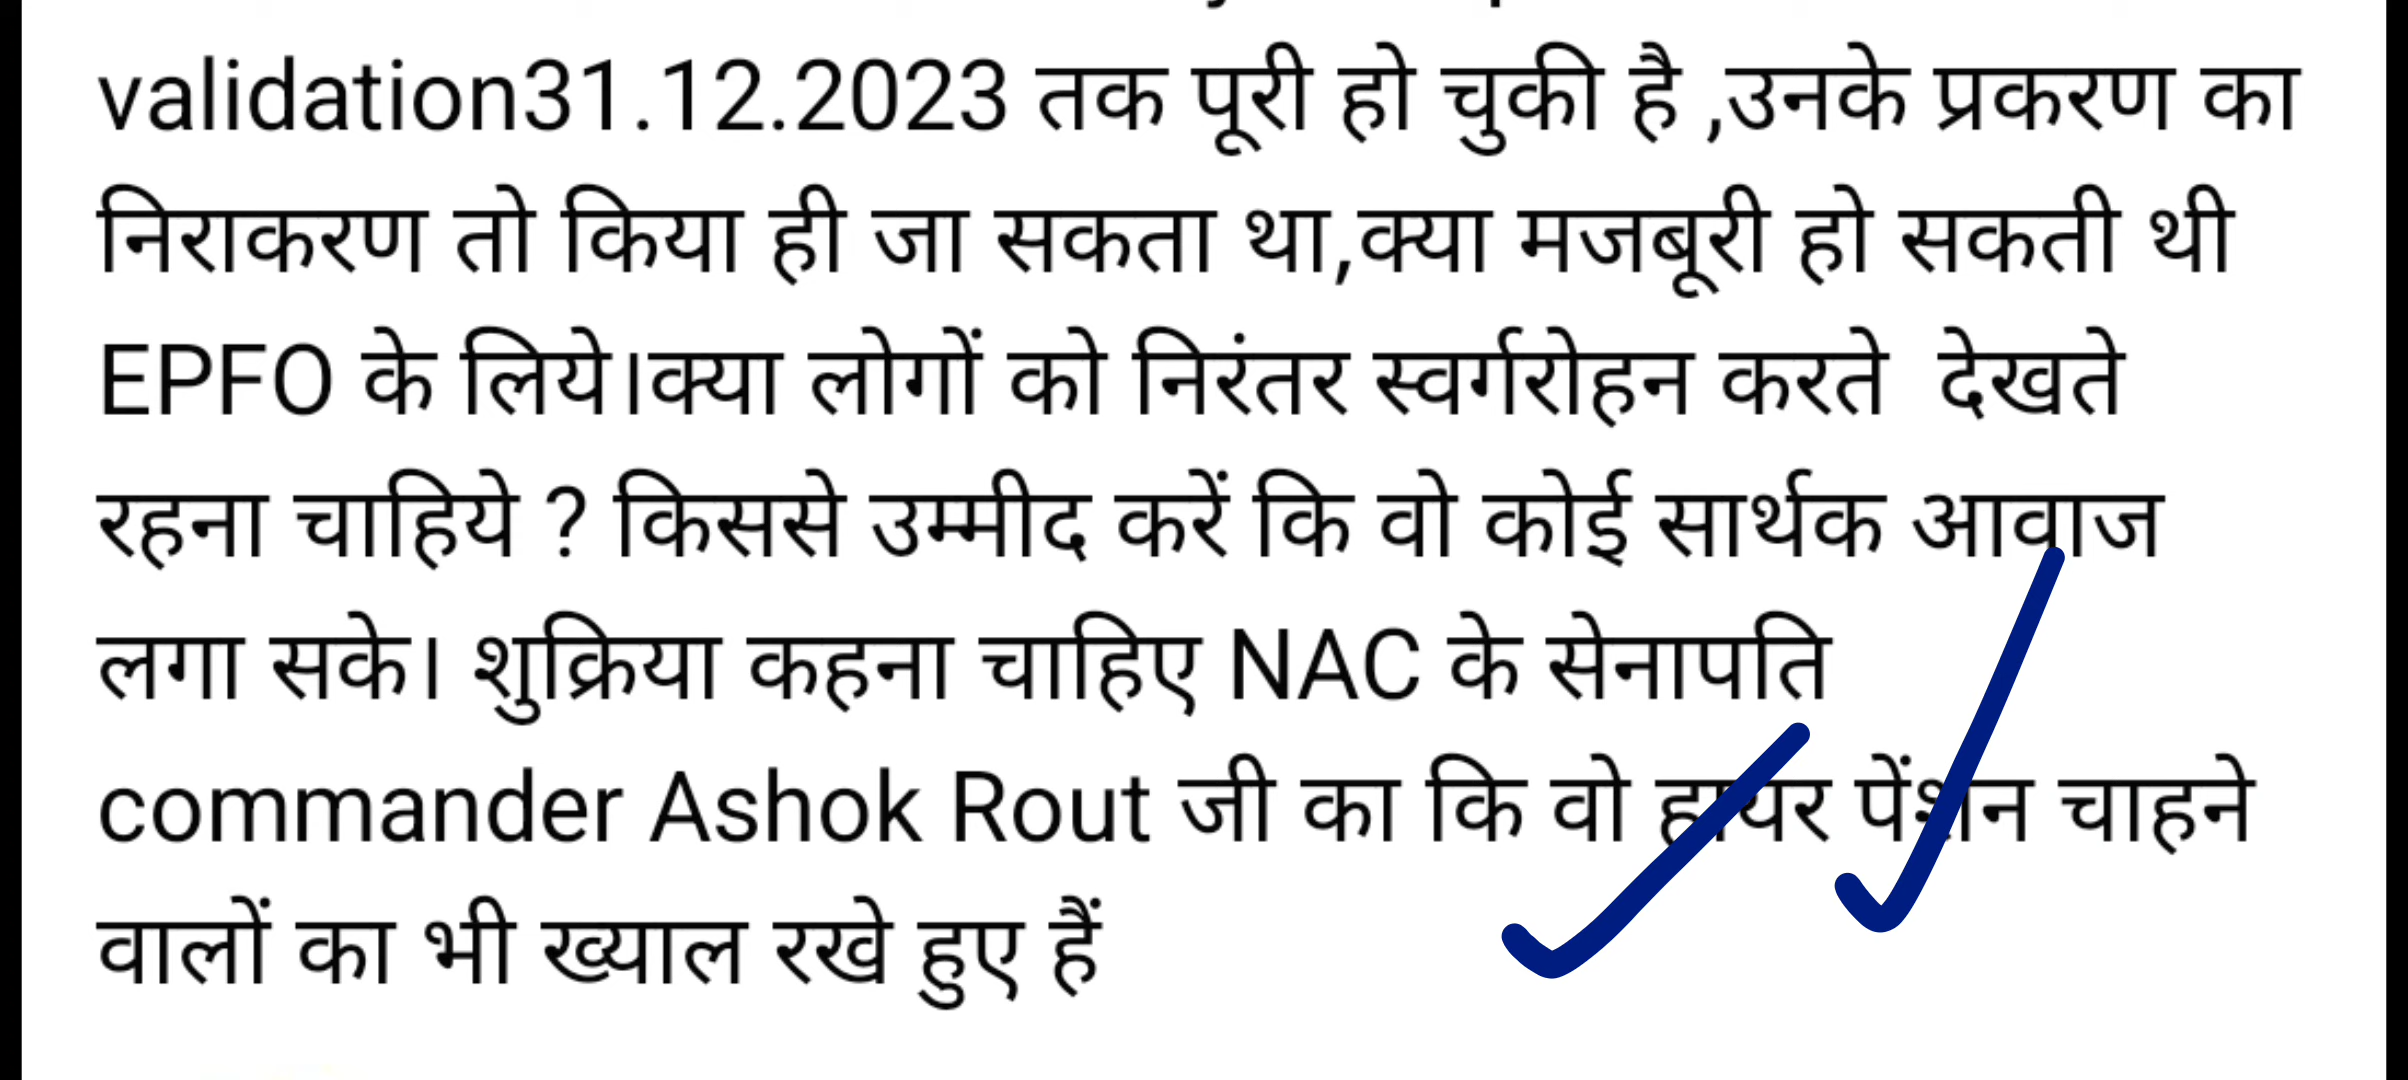 validation31.12.2023 तक पूरी हो चुकी है ,उनके प्रकरण का
निराकरण तो किया ही जा सकता था,क्या मजबूरी हो सकती थी
EPFO के लिये।क्या लोगों को निरंतर स्वर्गरोहन करते  देखते
रहना चाहिये ? किससे उम्मीद करें कि वो कोई सार्थक आवाज
लगा सके। शुक्रिया कहना चाहिए NAC के सेनापति
commander Ashok Rout जी का कि वो हायर पेंशन चाहने
वालों का भी ख्याल रखे हुए हैं